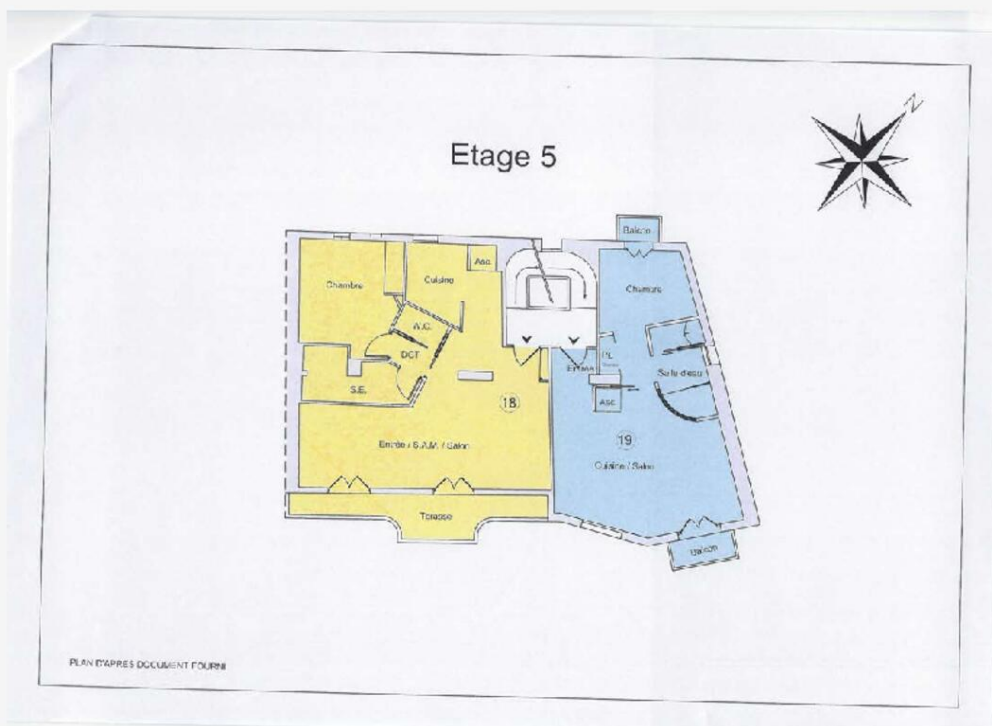 N
Etage 5
Balcon
Asc
Chambre
Cuisine
Chambre
DGT
PL
Entrée
S.E.
Salle d'eau
Asc
18
19
Entrée / S.A.M. / Salon
Cuisine / Salon
Terasse
Balcon
PLAN D'APRES DOCUMENT FOURNI